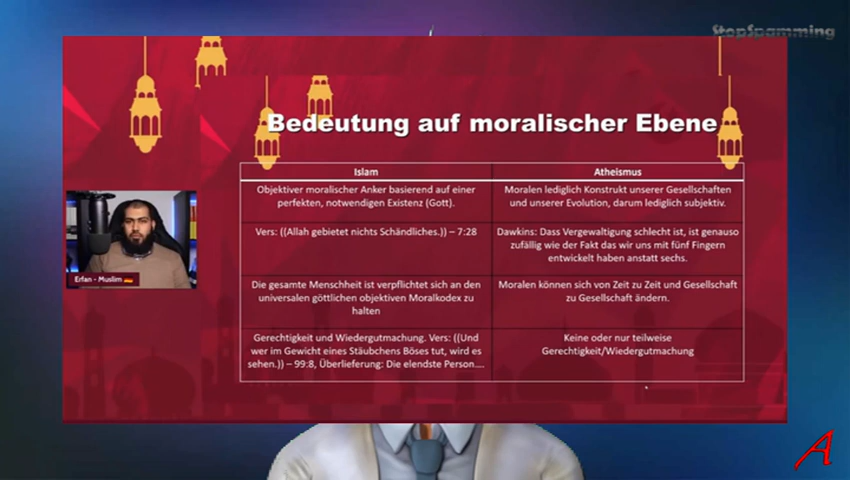 StopSpamming
Bedeutung auf moralischer Ebene
Islam
Atheismus
Objektiver moralischer Anker basierend auf einer
perfekten, notwendigen Existenz (Gott).
Moralen lediglich Konstrukt unserer Gesellschaften
und unserer Evolution, darum lediglich subjektiv.
Vers: ((Allah gebietet nichts Schändliches.)) – 7:28
Dawkins: Dass Vergewaltigung schlecht ist, ist genauso
zufällig wie der Fakt das wir uns mit fünf Fingern
entwickelt haben anstatt sechs.
Die gesamte Menschheit ist verpflichtet sich an den
universalen göttlichen objektiven Moralkodex zu
halten
Moralen können sich von Zeit zu Zeit und Gesellschaft
zu Gesellschaft ändern.
Gerechtigkeit und Wiedergutmachung. Vers: ((Und
wer im Gewicht eines Stäubchens Böses tut, wird es
sehen.)) – 99:8, Überlieferung: Die elendste Person....
Keine oder nur teilweise
Gerechtigkeit/Wiedergutmachung
Erfan - Muslim
A